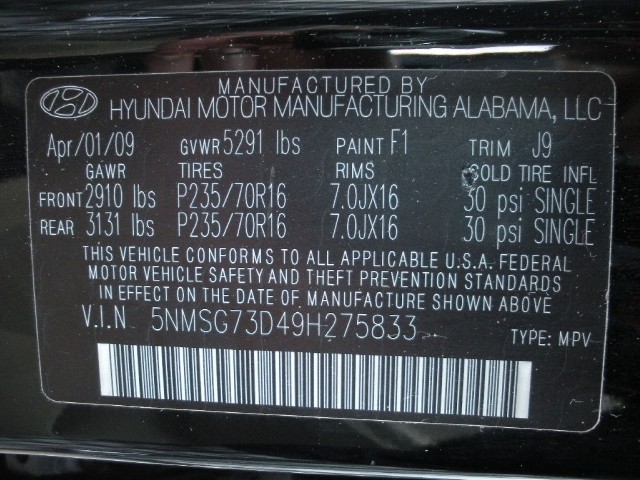 MANUFACTURED BY
HYUNDAI MOTOR MANUFACTURING ALABAMA, LLC
Apr/01/09 GVWR 5291 lbs PAINT F1 TRIM J9
GAWR TIRES RIMS COLD TIRE INFL
FRONT 2910 lbs P235/70R16 7.0JX16 30 psi SINGLE
REAR 3131 lbs P235/70R16 7.0JX16 30 psi SINGLE
THIS VEHICLE CONFORMS TO ALL APPLICABLE U.S.A. FEDERAL
MOTOR VEHICLE SAFETY AND THEFT PREVENTION STANDARDS
IN EFFECT ON THE DATE OF MANUFACTURE SHOWN ABOVE
V.I.N 5NMSG73D49H275833 TYPE: MPV